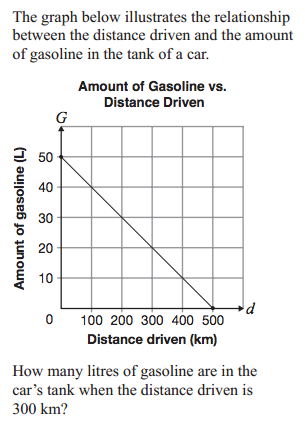 The graph below illustrates the relationship
between the distance driven and the amount
of gasoline in the tank of a car.
Amount of Gasoline vs.
Distance Driven
G
Amount of gasoline (L)
50
40
30
20
10
0
100 200 300 400 500
d
Distance driven (km)
How many litres of gasoline are in the
car's tank when the distance driven is
300 km?